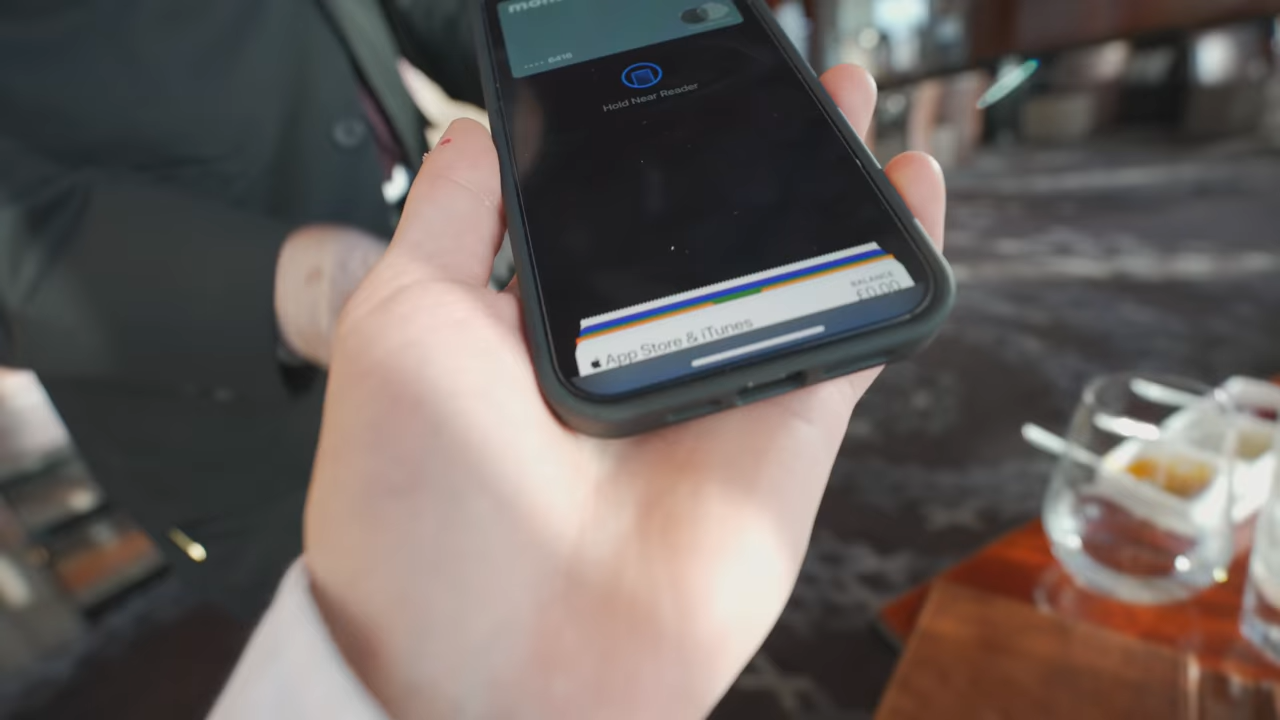 •••• 6410
Hold Near Reader
BALANCE
£0.00
App Store & iTunes